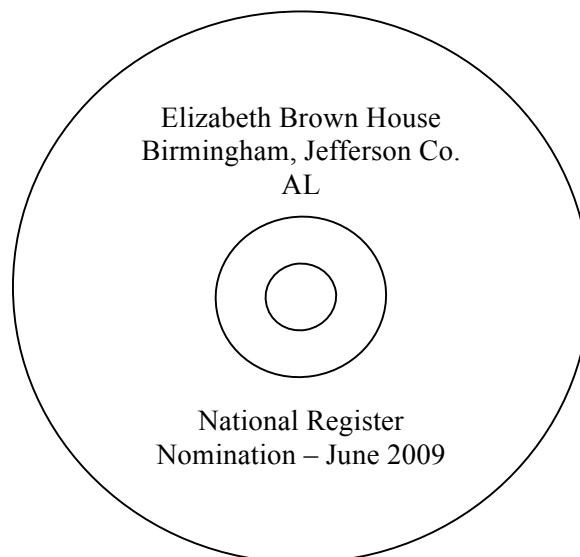 Elizabeth Brown House
Birmingham, Jefferson Co.
AL
National Register
Nomination – June 2009